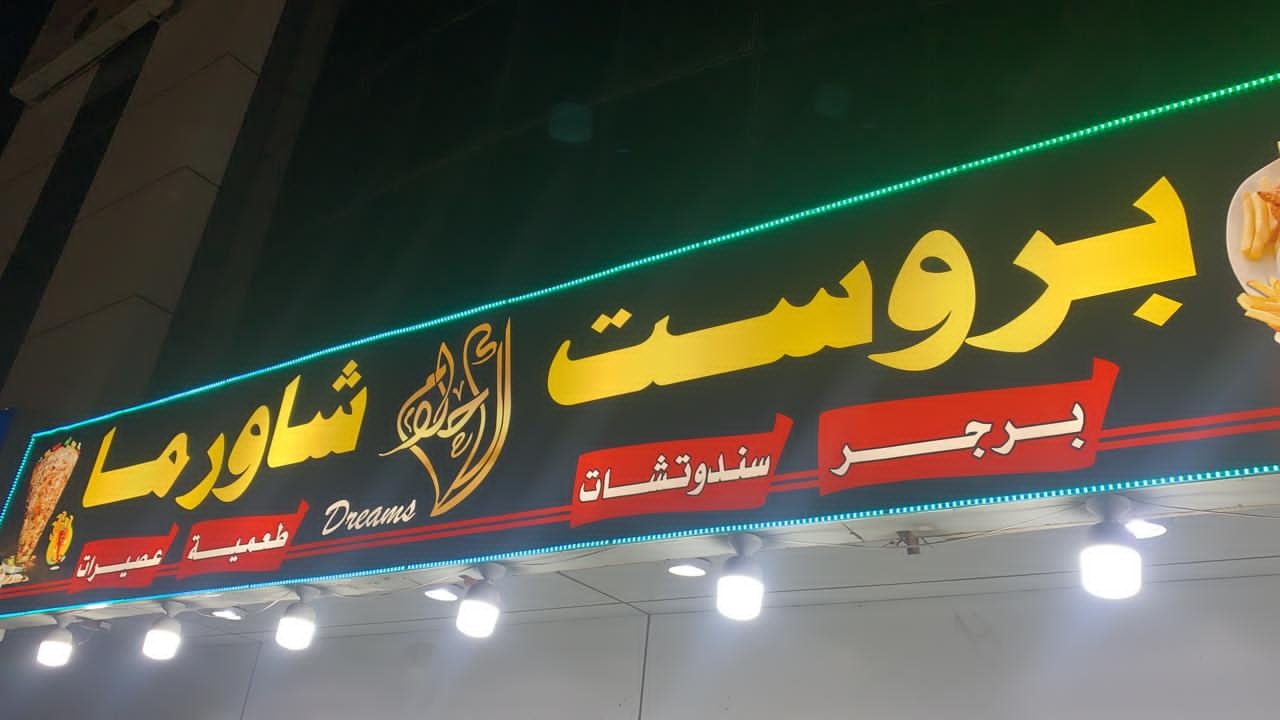 بروست
أحلام
شاورما
Dreams
برجر
سندوتشات
طعمية
عصيرات